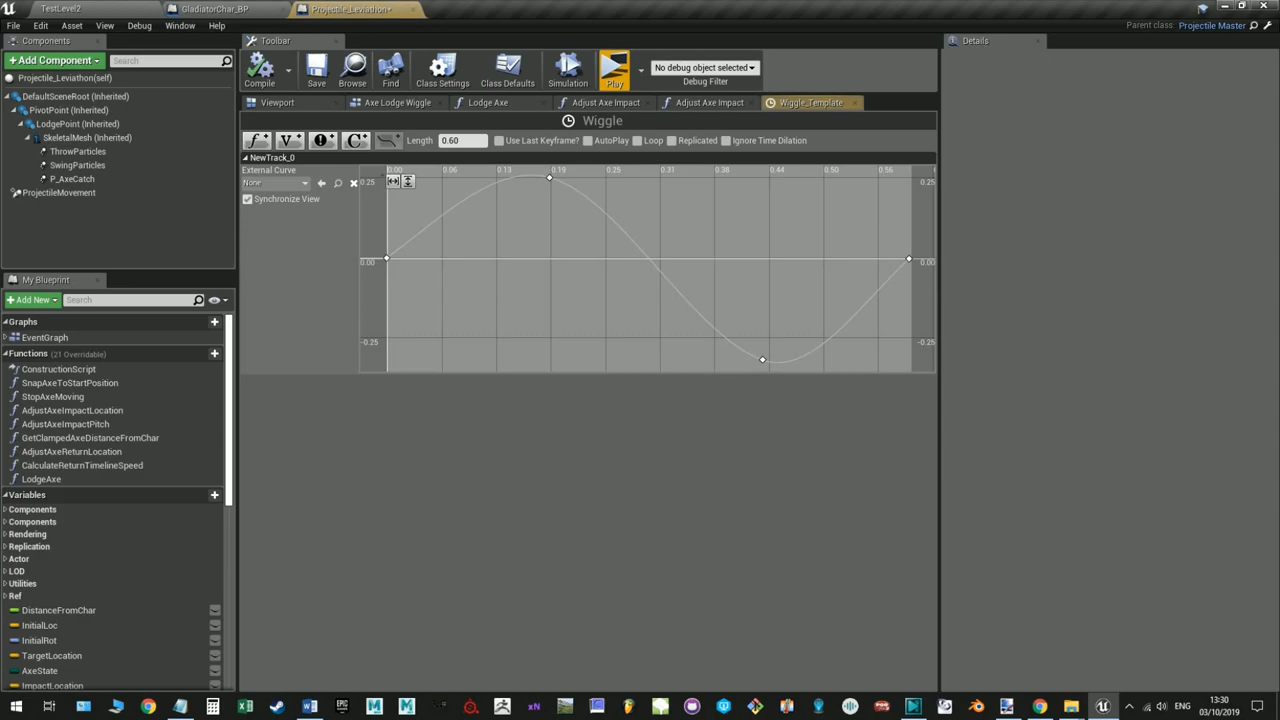 TestLevel2
GladiatorChar_BP
Projectile_Leviathon*
File Edit Asset View Debug Window Help
Parent class: Projectile Master
Components
Toolbar
Details
+Add Component
Search
Projectile_Leviathon(self)
DefaultSceneRoot (Inherited)
PivotPoint (Inherited)
LodgePoint (Inherited)
SkeletalMesh (Inherited)
ThrowParticles
SwingParticles
P_AxeCatch
ProjectileMovement
Compile
Save
Browse
Find
Class Settings
Class Defaults
Simulation
Play
No debug object selected
Debug Filter
Viewport
Axe Lodge Wiggle
Lodge Axe
Adjust Axe Impact
Adjust Axe Impact
Wiggle_Template
Wiggle
Length 0.60 Use Last Keyframe? AutoPlay Loop Replicated Ignore Time Dilation
NewTrack_0
External Curve
None
Synchronize View
0.00 0.06 0.13 0.19 0.25 0.31 0.38 0.44 0.50 0.56
0.25 0.25
0.00 0.00
-0.25 -0.25
My Blueprint
+Add New
Search
Graphs
EventGraph
Functions (21 Overridable)
ConstructionScript
SnapAxeToStartPosition
StopAxeMoving
AdjustAxeImpactLocation
AdjustAxeImpactPitch
GetClampedAxeDistanceFromChar
AdjustAxeReturnLocation
CalculateReturnTimelineSpeed
LodgeAxe
Variables
Components
Components
Rendering
Replication
Actor
LOD
Utilities
Ref
DistanceFromChar
InitialLoc
InitialRot
TargetLocation
AxeState
ImpactLocation
ENG
13:30
03/10/2019